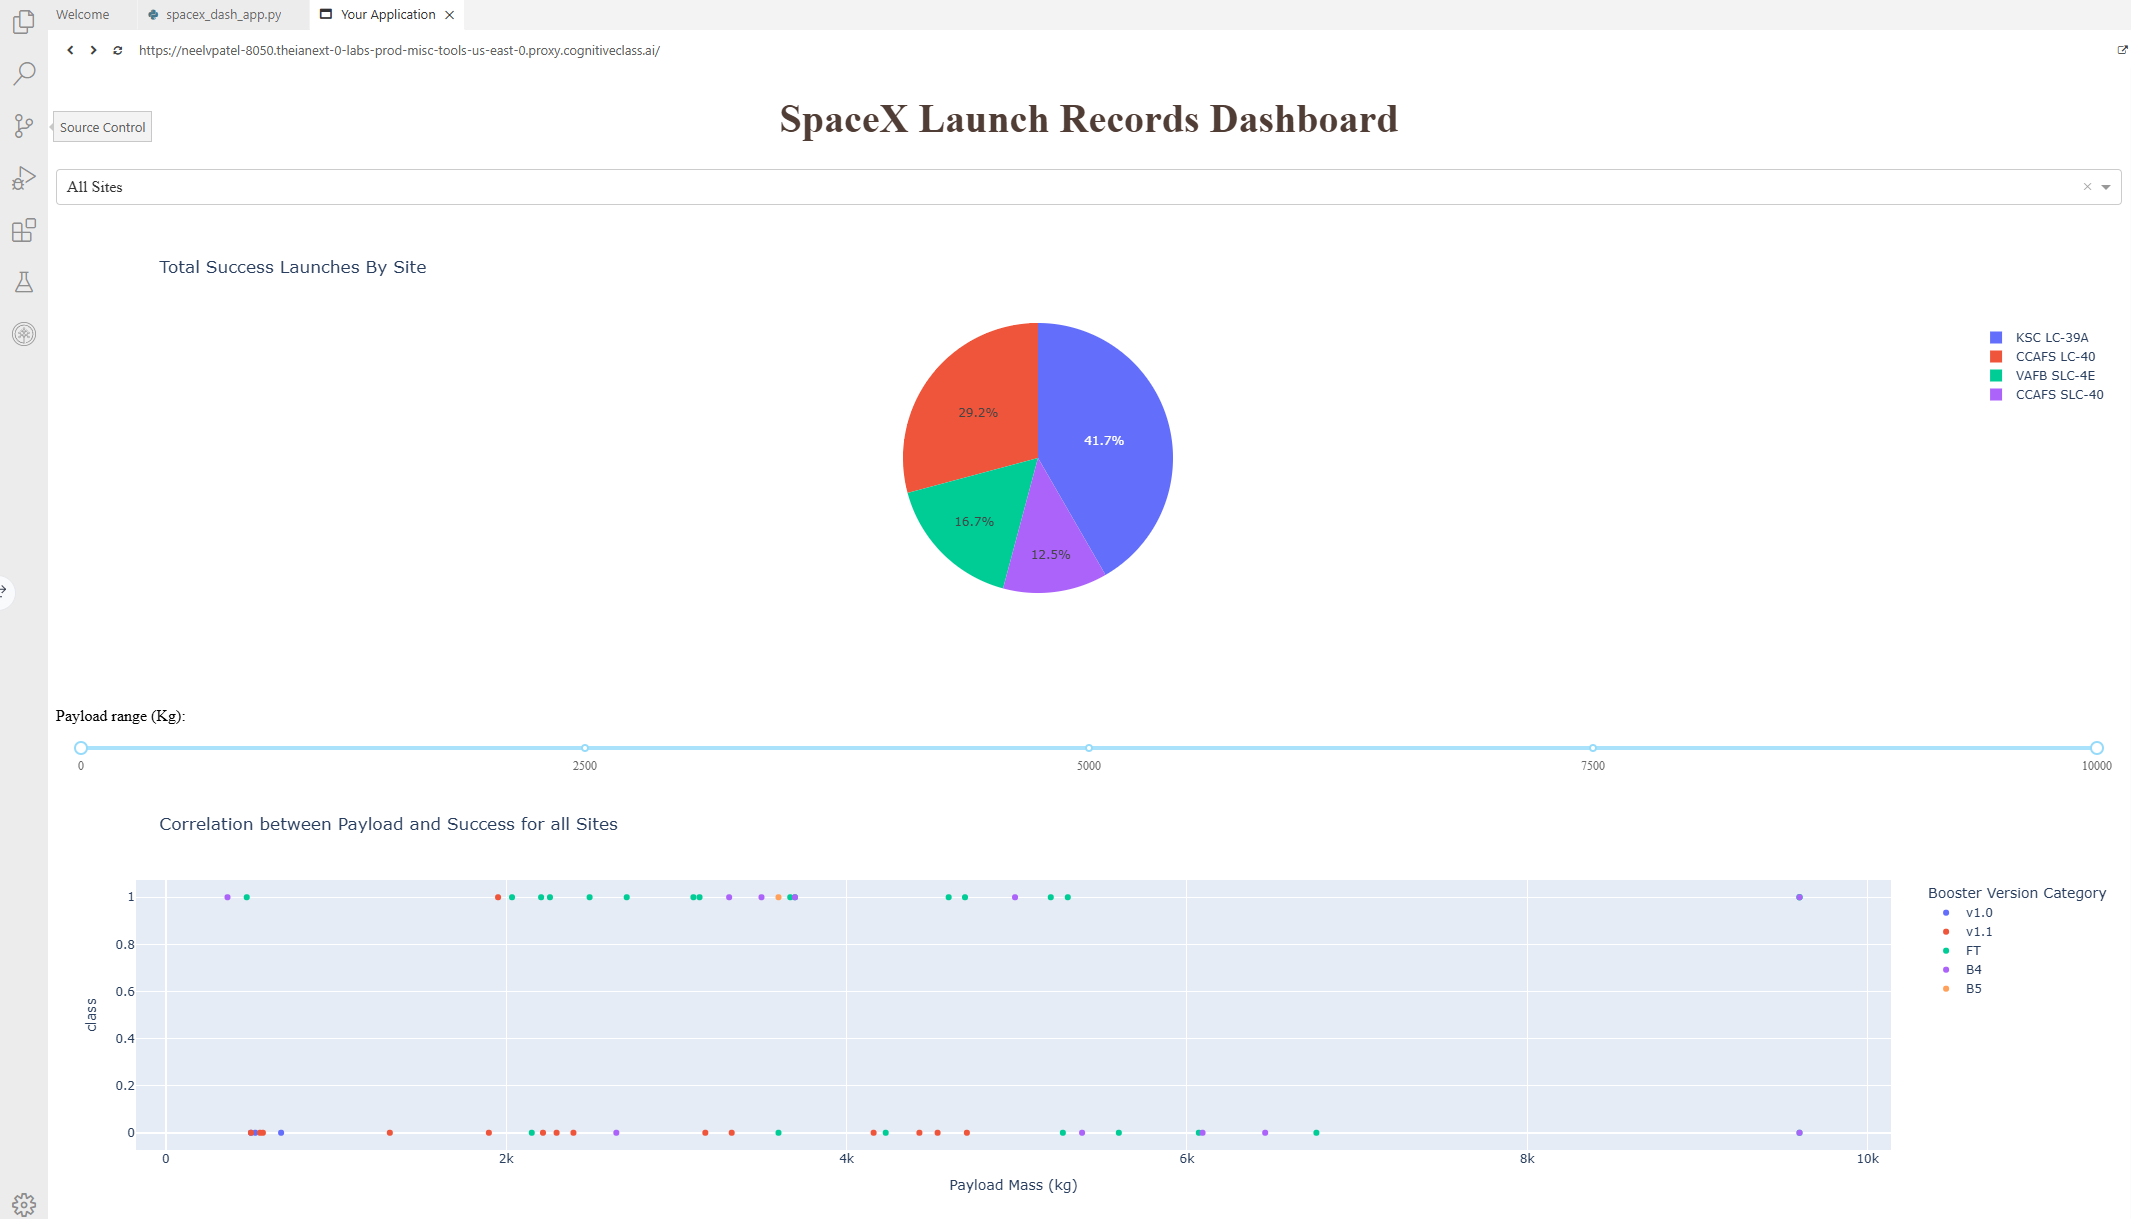 Welcome
spacex_dash_app.py
Your Application
https://neelvpatel-8050.theianext-0-labs-prod-misc-tools-us-east-0.proxy.cognitiveclass.ai/
SpaceX Launch Records Dashboard
Source Control
All Sites
Total Success Launches By Site
41.7%
29.2%
16.7%
12.5%
KSC LC-39A
CCAFS LC-40
VAFB SLC-4E
CCAFS SLC-40
Payload range (Kg):
0 2500 5000 7500 10000
Correlation between Payload and Success for all Sites
1
0.8
0.6
0.4
0.2
0
class
0 2k 4k 6k 8k 10k
Payload Mass (kg)
Booster Version Category
v1.0
v1.1
FT
B4
B5